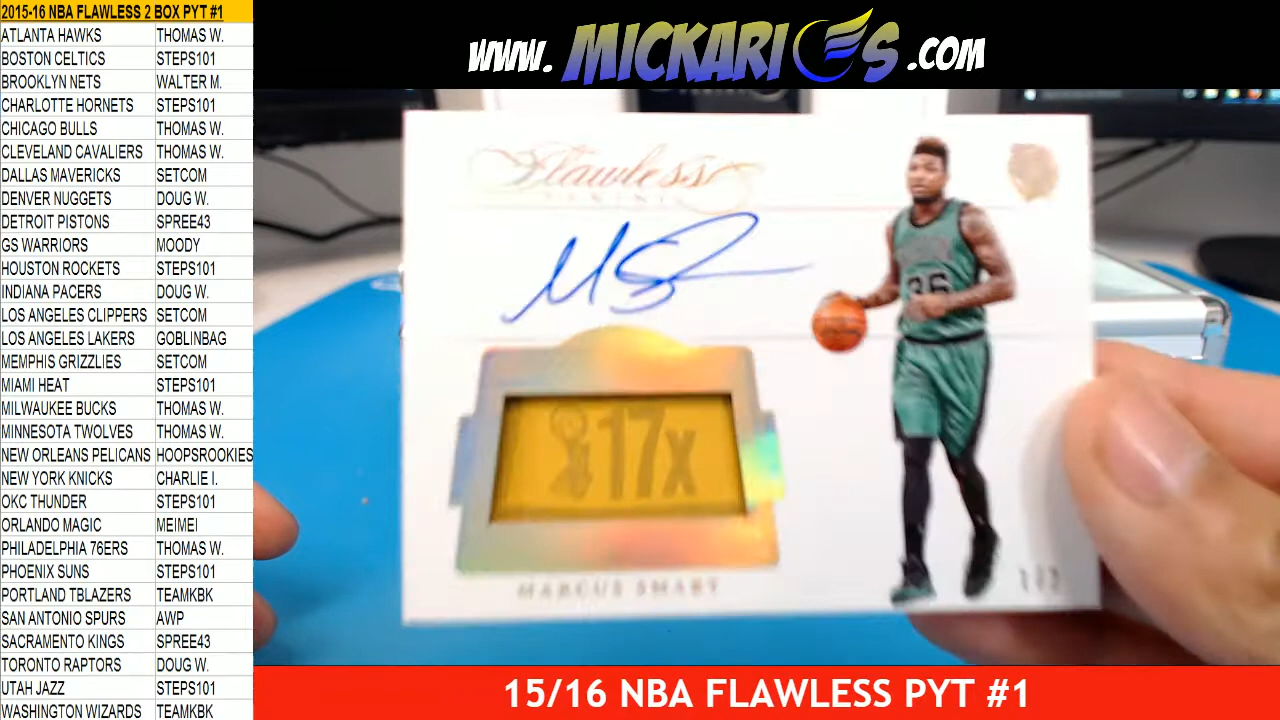 2015-16 NBA FLAWLESS 2 BOX PYT #1
ATLANTA HAWKS THOMAS W.
BOSTON CELTICS STEPS101
BROOKLYN NETS WALTER M.
CHARLOTTE HORNETS STEPS101
CHICAGO BULLS THOMAS W.
CLEVELAND CAVALIERS THOMAS W.
DALLAS MAVERICKS SETCOM
DENVER NUGGETS DOUG W.
DETROIT PISTONS SPREE43
GS WARRIORS MOODY
HOUSTON ROCKETS STEPS101
INDIANA PACERS DOUG W.
LOS ANGELES CLIPPERS SETCOM
LOS ANGELES LAKERS GOBLINBAG
MEMPHIS GRIZZLIES SETCOM
MIAMI HEAT STEPS101
MILWAUKEE BUCKS THOMAS W.
MINNESOTA TWOLVES THOMAS W.
NEW ORLEANS PELICANS HOOPSROOKIES
NEW YORK KNICKS CHARLIE I.
OKC THUNDER STEPS101
ORLANDO MAGIC MEIMEI
PHILADELPHIA 76ERS THOMAS W.
PHOENIX SUNS STEPS101
PORTLAND TBLAZERS TEAMKBK
SAN ANTONIO SPURS AWP
SACRAMENTO KINGS SPREE43
TORONTO RAPTORS DOUG W.
UTAH JAZZ STEPS101
WASHINGTON WIZARDS TEAMKBK
www.MICKARIOS.com
Flawless
PANINI
36
17x
MARCUS SMART
15/16 NBA FLAWLESS PYT #1